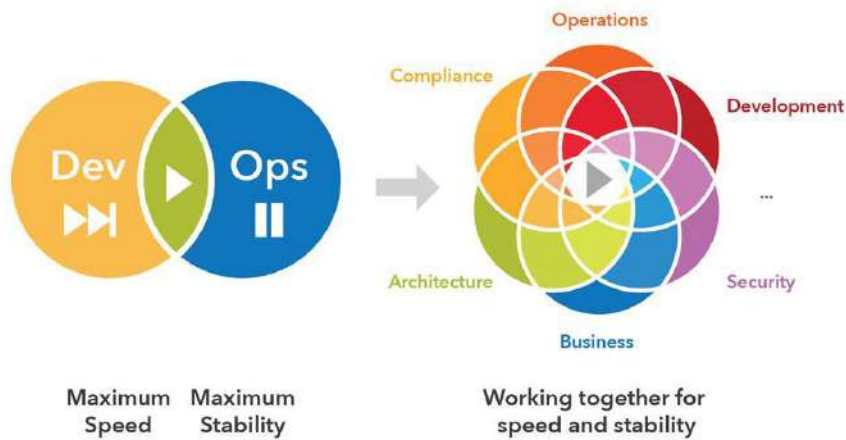 Dev
Ops
Maximum
Speed
Maximum
Stability
Operations
Compliance
Development
...
Architecture
Security
Business
Working together for
speed and stability